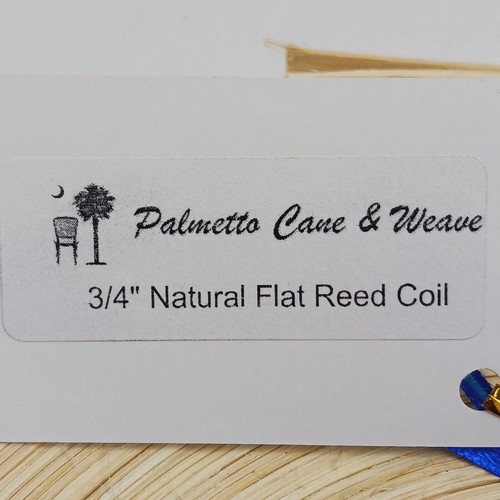 Palmetto Cane & Weave
3/4" Natural Flat Reed Coil